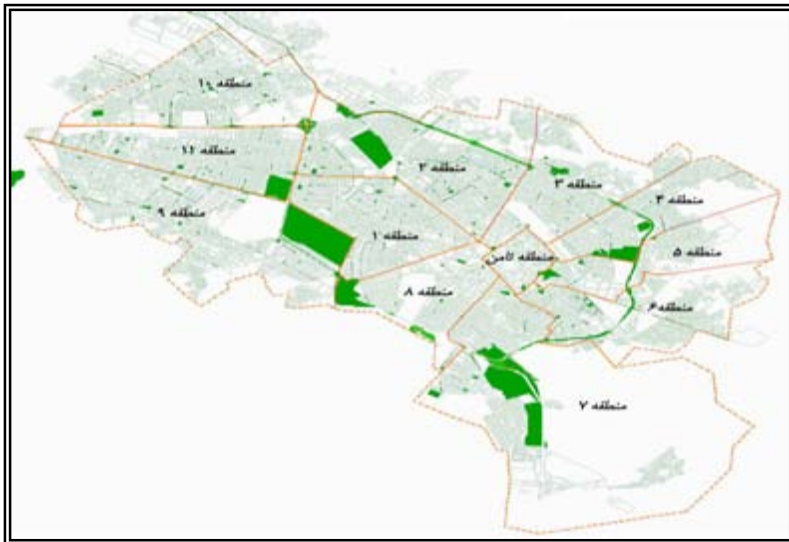 منطقه ۱۰
منطقه ۱۱
منطقه ۲
منطقه ۳
منطقه ۴
منطقه ۹
منطقه ۱
منطقه ثامن
منطقه ۵
منطقه ۸
منطقه ۶
منطقه ۷